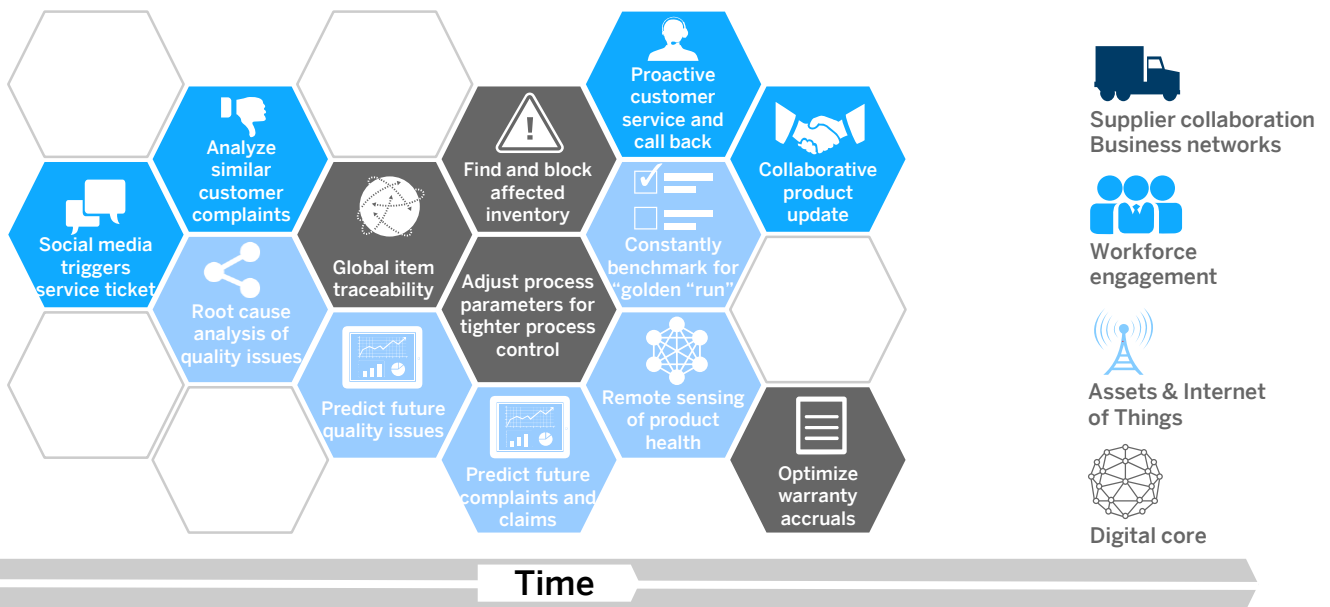 Social media
triggers
service ticket
Analyze
similar
customer
complaints
Root cause
analysis of
quality issues
Global item
traceability
Predict future
quality issues
Find and block
affected
inventory
Adjust process
parameters for
tighter process
control
Predict future
complaints and
claims
Proactive
customer
service and
call back
Constantly
benchmark for
“golden “run”
Remote sensing
of product
health
Collaborative
product
update
Optimize
warranty
accruals
Supplier collaboration
Business networks
Workforce
engagement
Assets & Internet
of Things
Digital core
Time